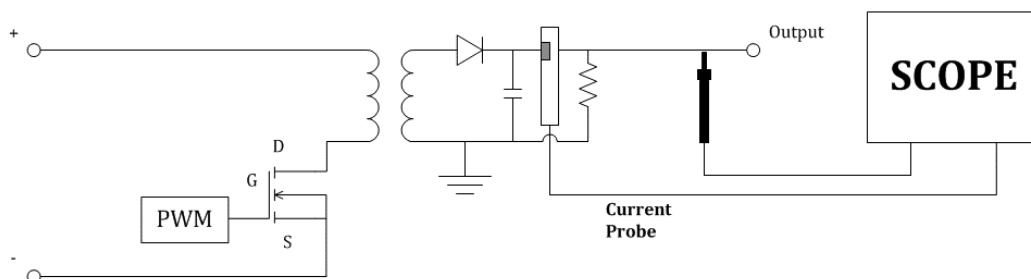 +
Output
SCOPE
D
G
PWM
S
Current
Probe
-